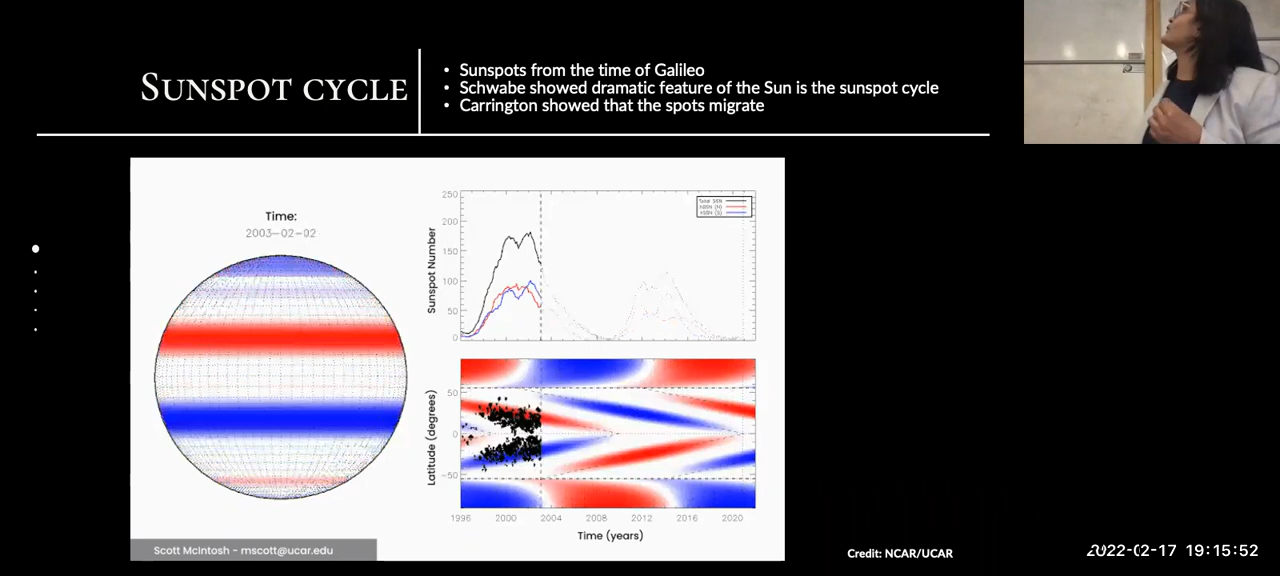 SUNSPOT CYCLE
• Sunspots from the time of Galileo
• Schwabe showed dramatic feature of the Sun is the sunspot cycle
• Carrington showed that the spots migrate
Time:
2003-02-02
Sunspot Number
250
200
150
100
50
0
Latitude (degrees)
50
0
-50
1996 2000 2004 2008 2012 2016 2020
Time (years)
Scott McIntosh - mscott@ucar.edu
Credit: NCAR/UCAR
2022-02-17 19:15:52